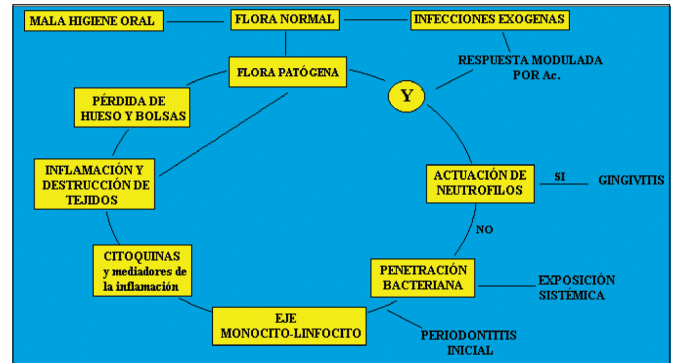 MALA HIGIENE ORAL
FLORA NORMAL
INFECCIONES EXOGENAS
FLORA PATÓGENA
RESPUESTA MODULADA
POR Ac.
Y
PÉRDIDA DE
HUESO Y BOLSAS
INFLAMACIÓN Y
DESTRUCCIÓN DE
TEJIDOS
ACTUACIÓN DE
NEUTROFILOS
SI
GINGIVITIS
NO
CITOQUINAS
y mediadores de
la inflamación
PENETRACIÓN
BACTERIANA
EXPOSICIÓN
SISTÉMICA
EJE
MONOCITO-LINFOCITO
PERIODONTITIS
INICIAL